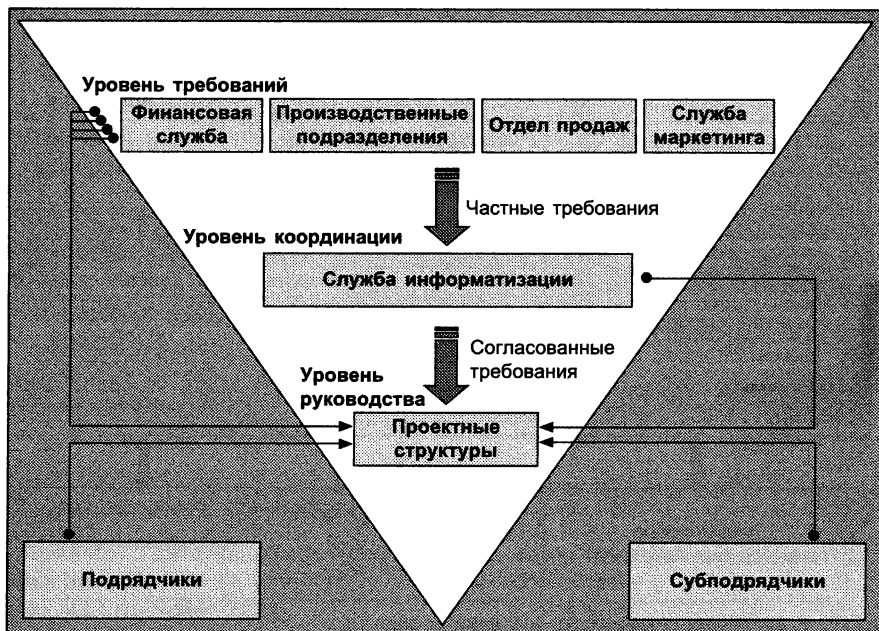 Уровень требований
Финансовая
служба
Производственные
подразделения
Отдел продаж
Служба
маркетинга
Частные требования
Уровень координации
Служба информатизации
Согласованные
требования
Уровень
руководства
Проектные
структуры
Подрядчики
Субподрядчики